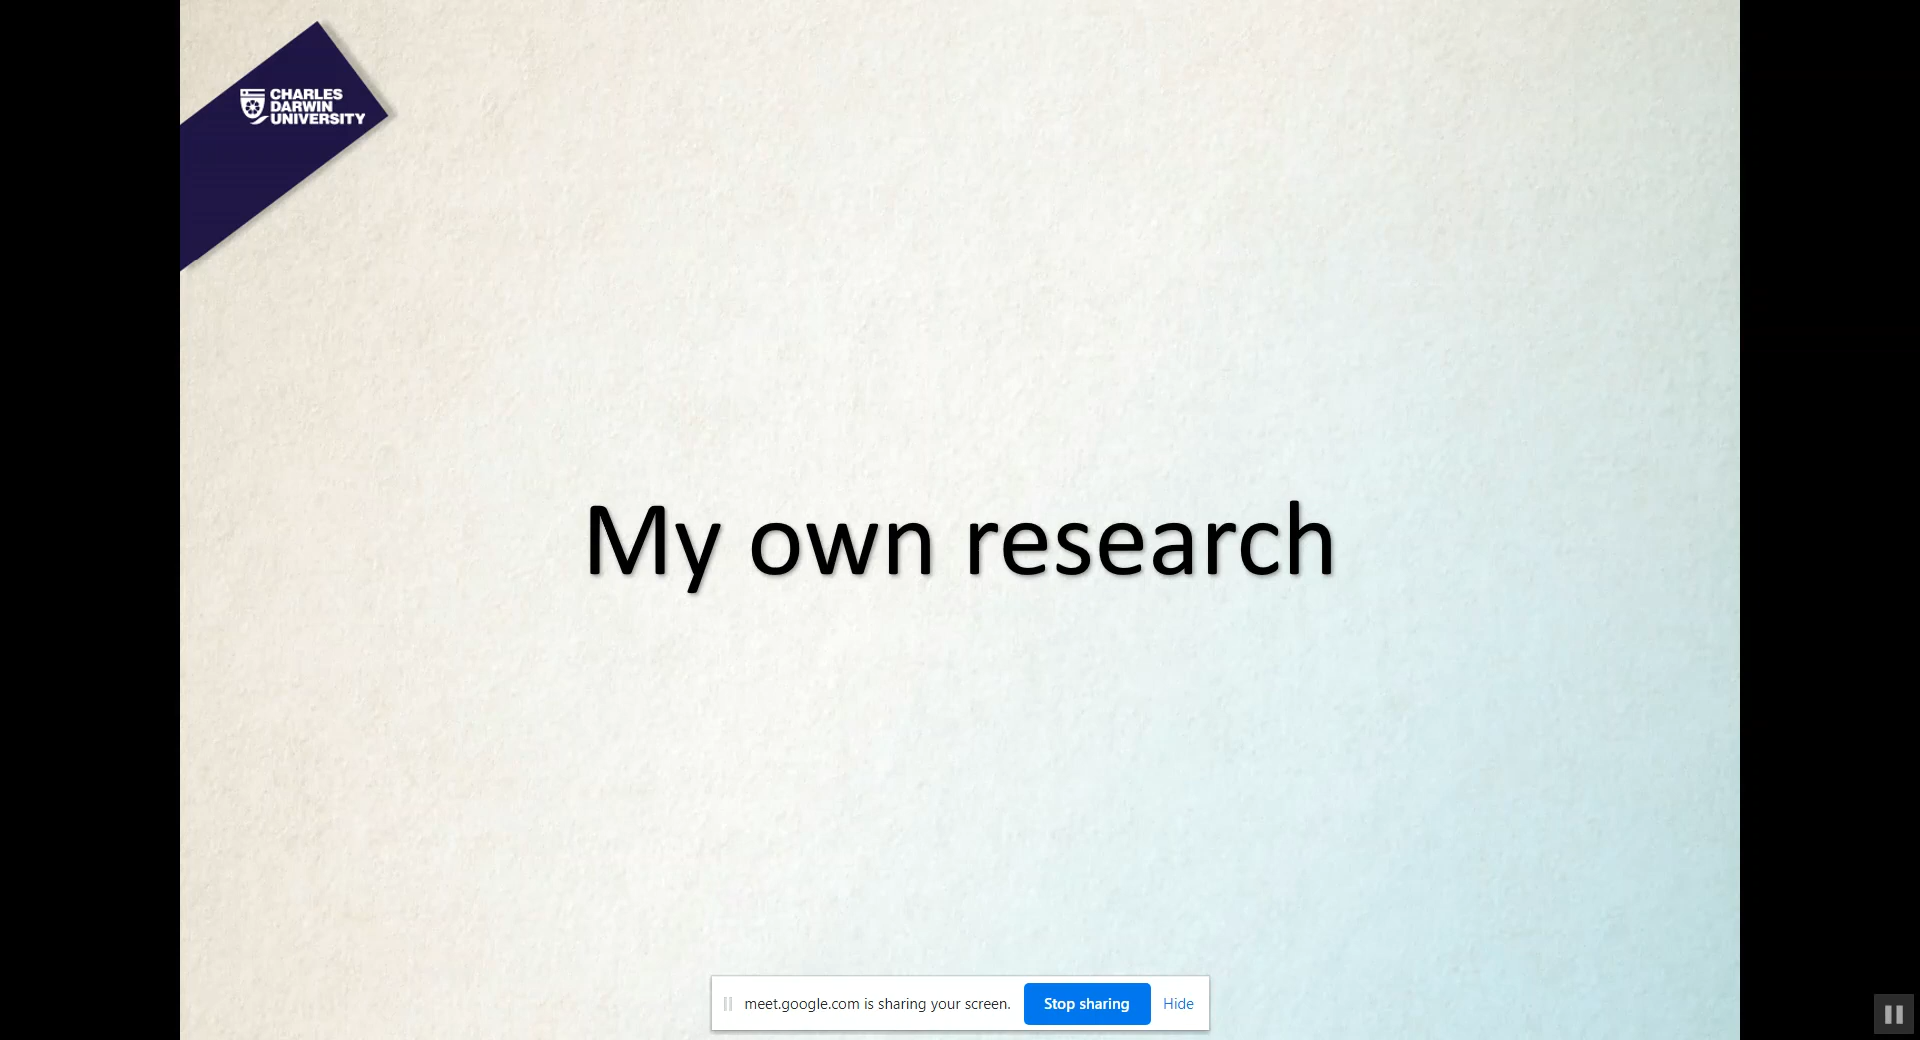 CHARLES
DARWIN
UNIVERSITY
My own research
meet.google.com is sharing your screen. Stop sharing Hide